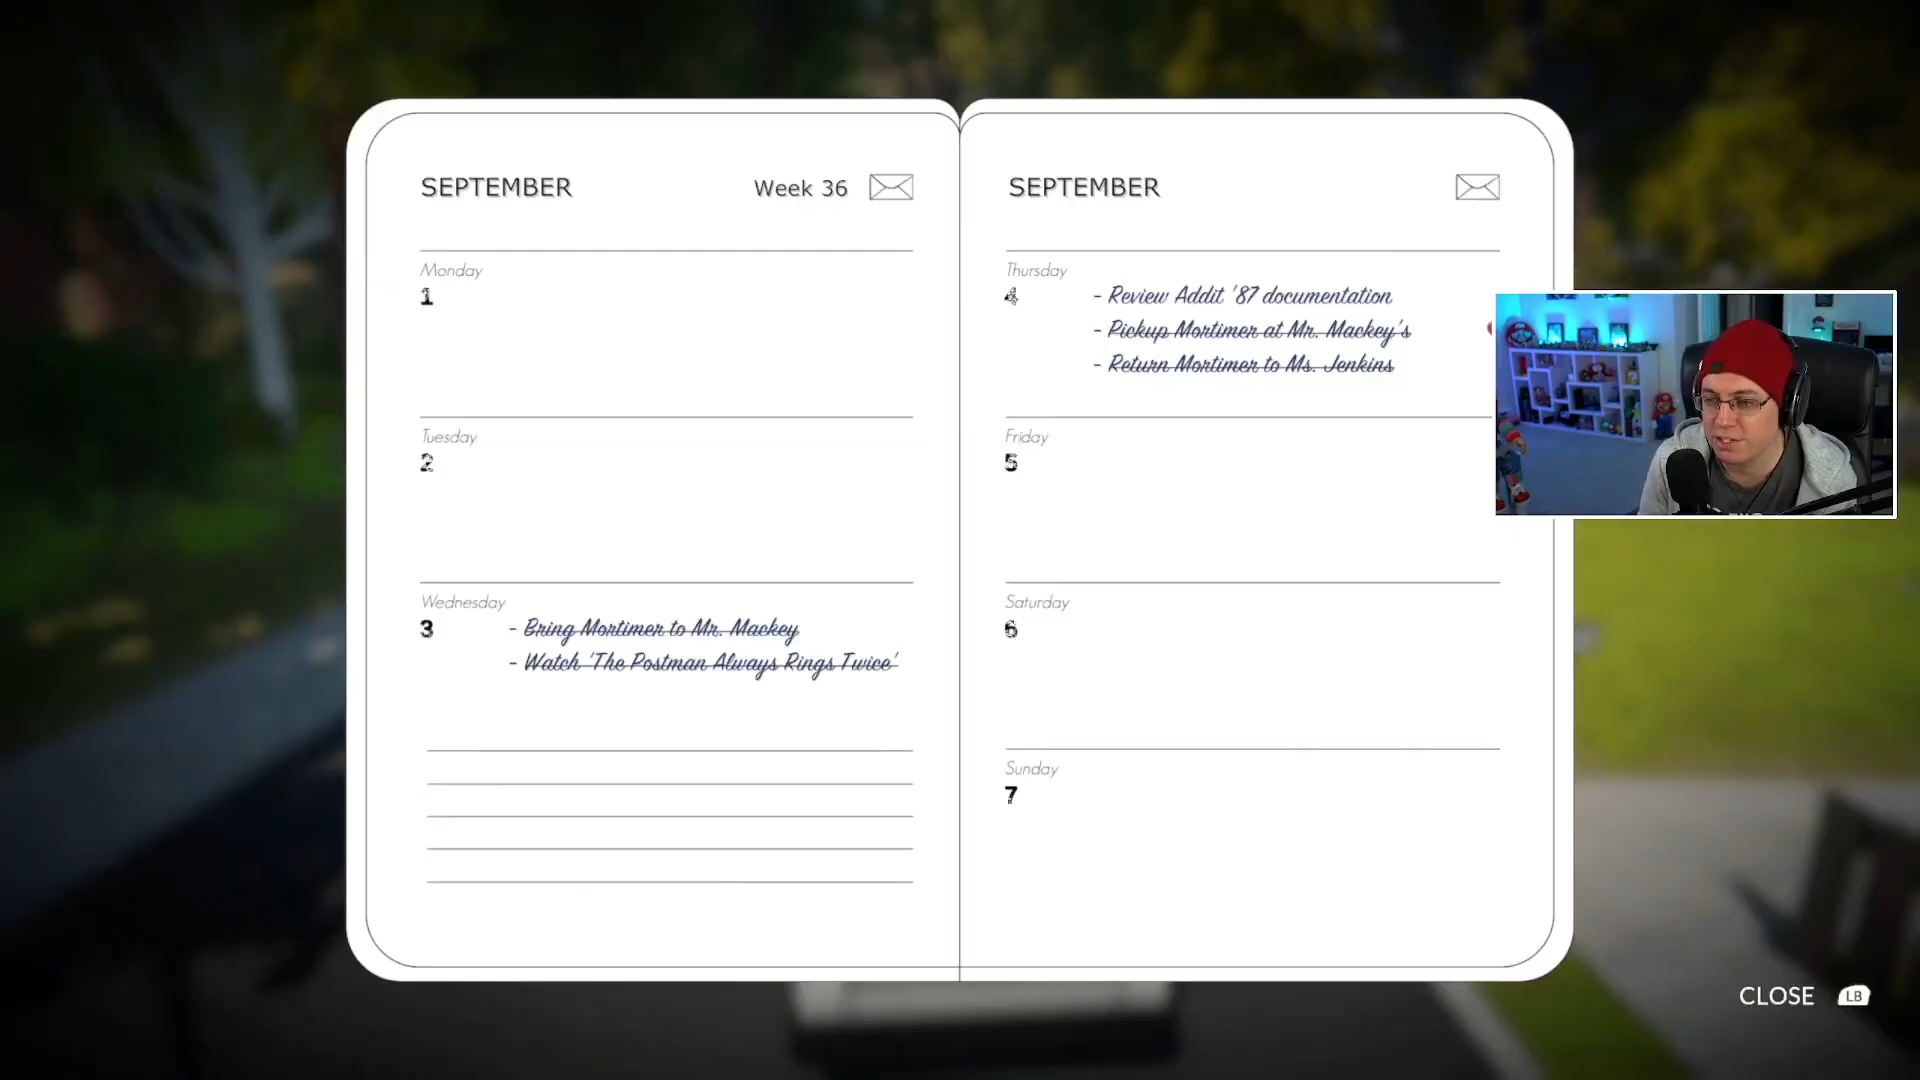 SEPTEMBER Week 36
Monday
1
Tuesday
2
Wednesday
3
- Bring Mortimer to Mr. Mackey
- Watch 'The Postman Always Rings Twice'
SEPTEMBER
Thursday
4
- Review Addit '87 documentation
- Pickup Mortimer at Mr. Mackey's
- Return Mortimer to Ms. Jenkins
Friday
5
Saturday
6
Sunday
7
CLOSE LB